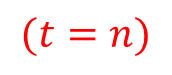 (t = n)